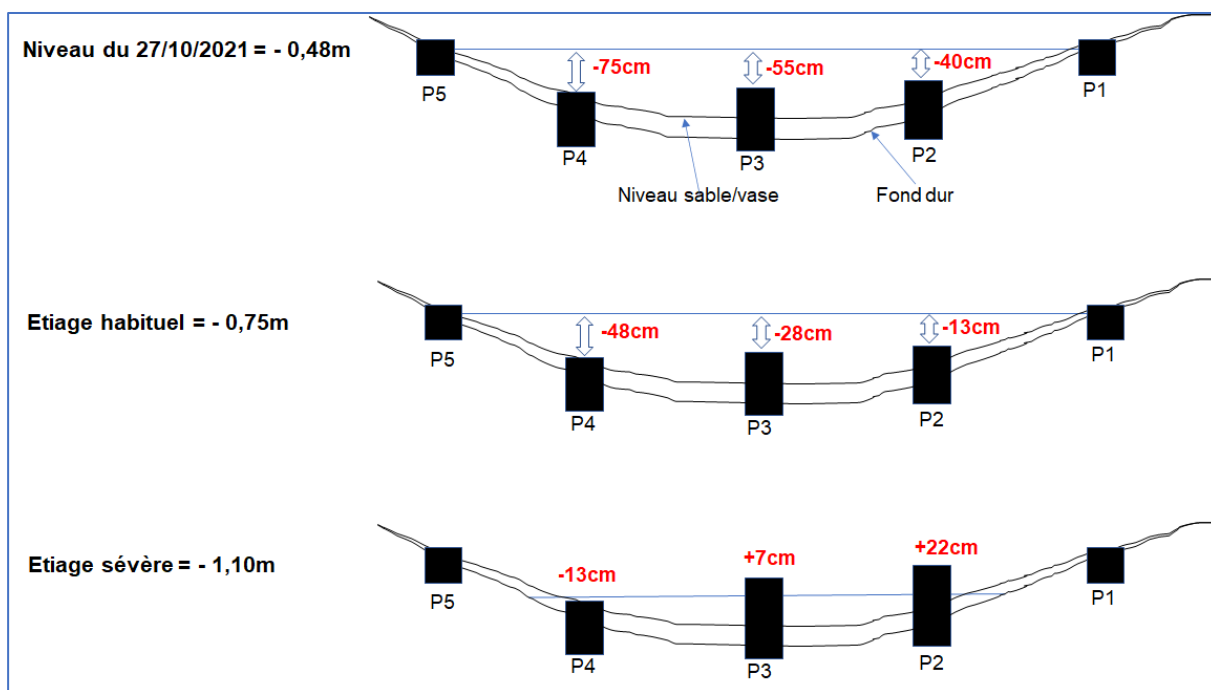 Niveau du 27/10/2021 = - 0,48m
-75cm
-55cm
-40cm
P5
P4
P3
P2
P1
Niveau sable/vase
Fond dur
Etiage habituel = - 0,75m
-48cm
-28cm
-13cm
P5
P4
P3
P2
P1
Etiage sévère = - 1,10m
-13cm
+7cm
+22cm
P5
P4
P3
P2
P1